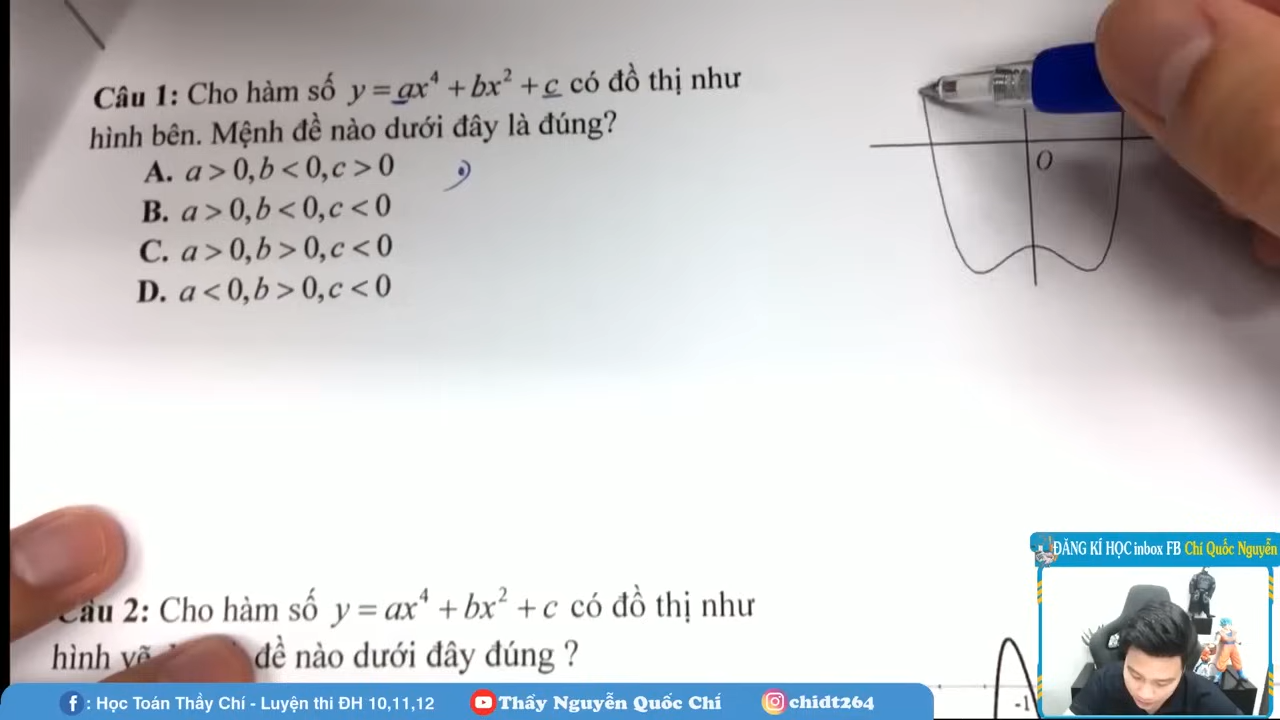 Câu 1: Cho hàm số y = ax⁴ + bx² + c có đồ thị như
hình bên. Mệnh đề nào dưới đây là đúng?
A. a > 0, b < 0, c > 0
B. a > 0, b < 0, c < 0
C. a > 0, b > 0, c < 0
D. a < 0, b > 0, c < 0
O
Câu 2: Cho hàm số y = ax⁴ + bx² + c có đồ thị như
hình vẽ. đề nào dưới đây đúng ?
-1
ĐĂNG KÍ HỌC inbox FB Chí Quốc Nguyễn
: Học Toán Thầy Chí - Luyện thi ĐH 10,11,12
Thầy Nguyễn Quốc Chí
chidt264